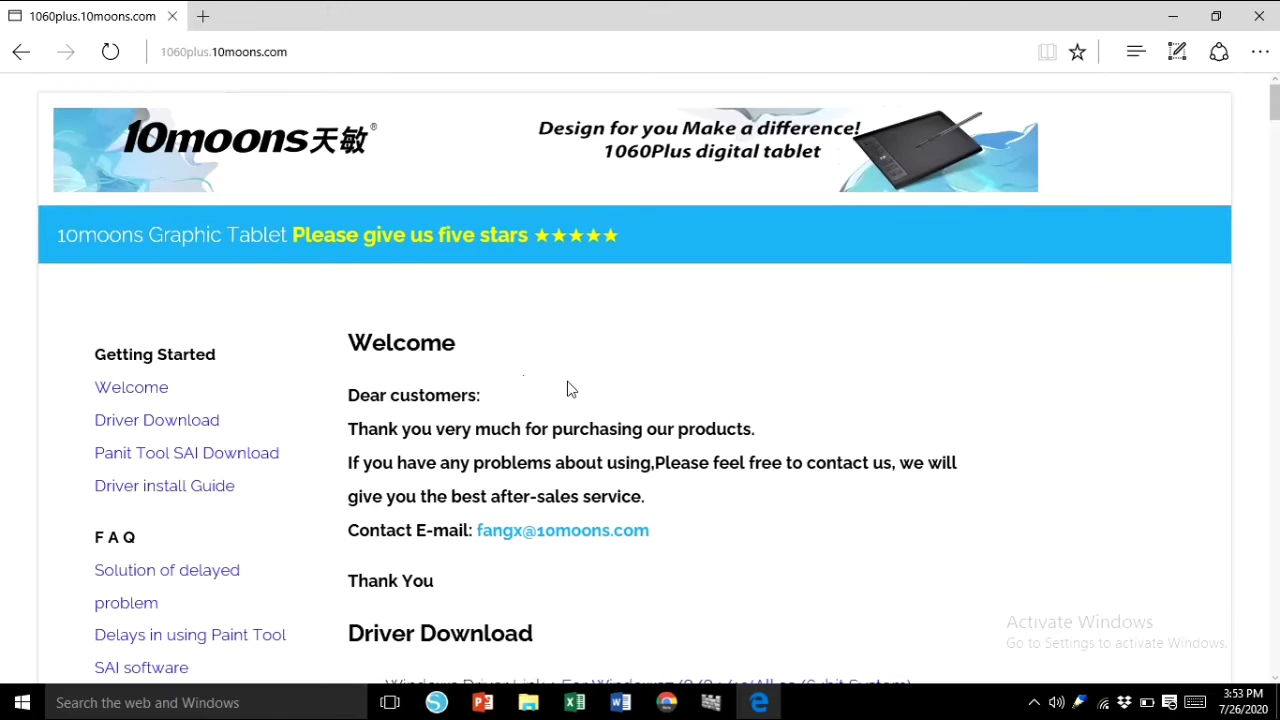 1060plus.10moons.com
1060plus.10moons.com
10moons天敏®
Design for you Make a difference!
1060Plus digital tablet
10moons Graphic Tablet Please give us five stars ★★★★★
Getting Started
Welcome
Driver Download
Panit Tool SAI Download
Driver install Guide
F A Q
Solution of delayed
problem
Delays in using Paint Tool
SAI software
Welcome
Dear customers:
Thank you very much for purchasing our products.
If you have any problems about using,Please feel free to contact us, we will
give you the best after-sales service.
Contact E-mail: fangx@10moons.com
Thank You
Driver Download
Activate Windows
Go to Settings to activate Windows.
Search the web and Windows
3:53 PM
7/26/2020